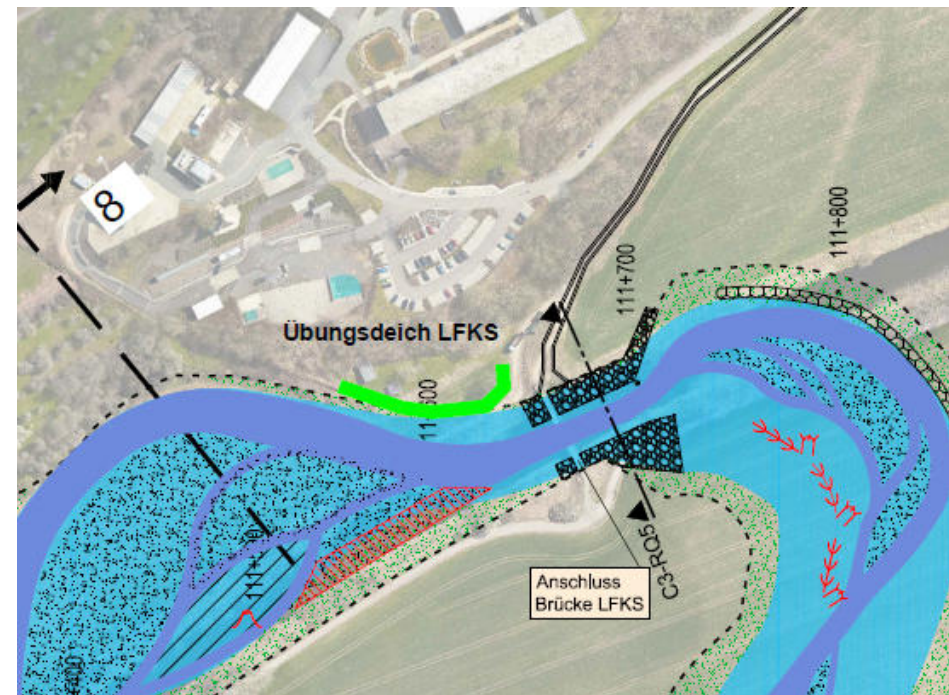 8
111+800
111+700
Übungsdeich LFKS
C3-RQ5
Anschluss
Brücke LFKS